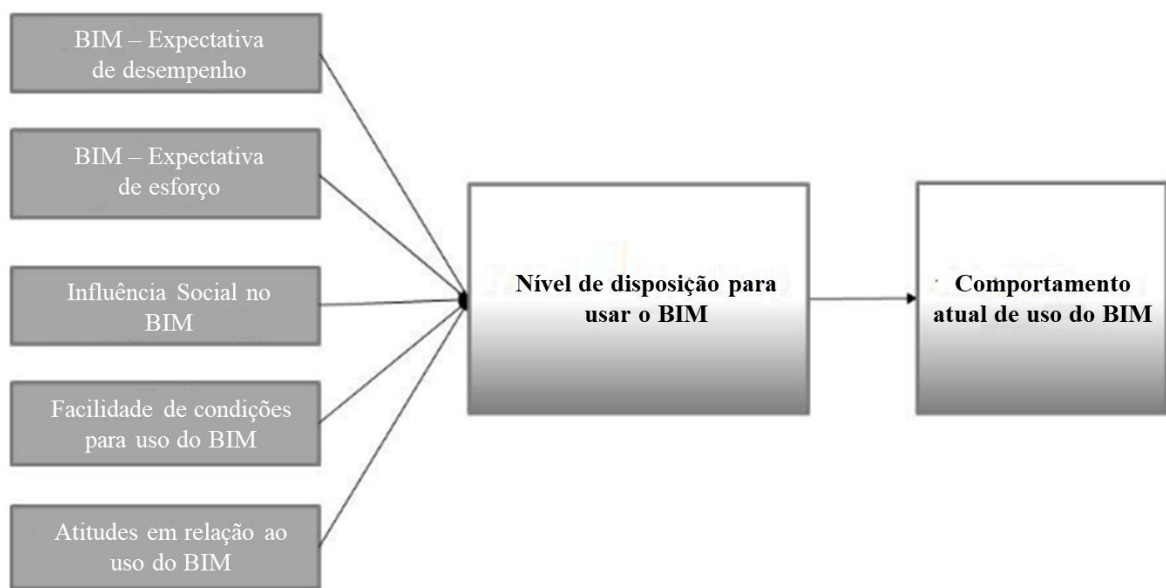 BIM – Expectativa
de desempenho
BIM – Expectativa
de esforço
Influência Social no
BIM
Facilidade de condições
para uso do BIM
Atitudes em relação ao
uso do BIM
Nível de disposição para
usar o BIM
Comportamento
atual de uso do BIM